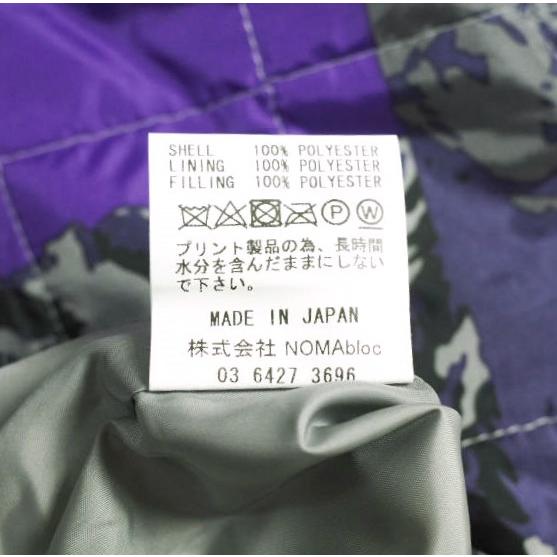 SHELL 100% POLYESTER
LINING 100% POLYESTER
FILLING 100% POLYESTER
P W
プリント製品の為、長時間
水分を含んだままにしない
で下さい。
MADE IN JAPAN
株式会社 NOMAbloc
03 6427 3696